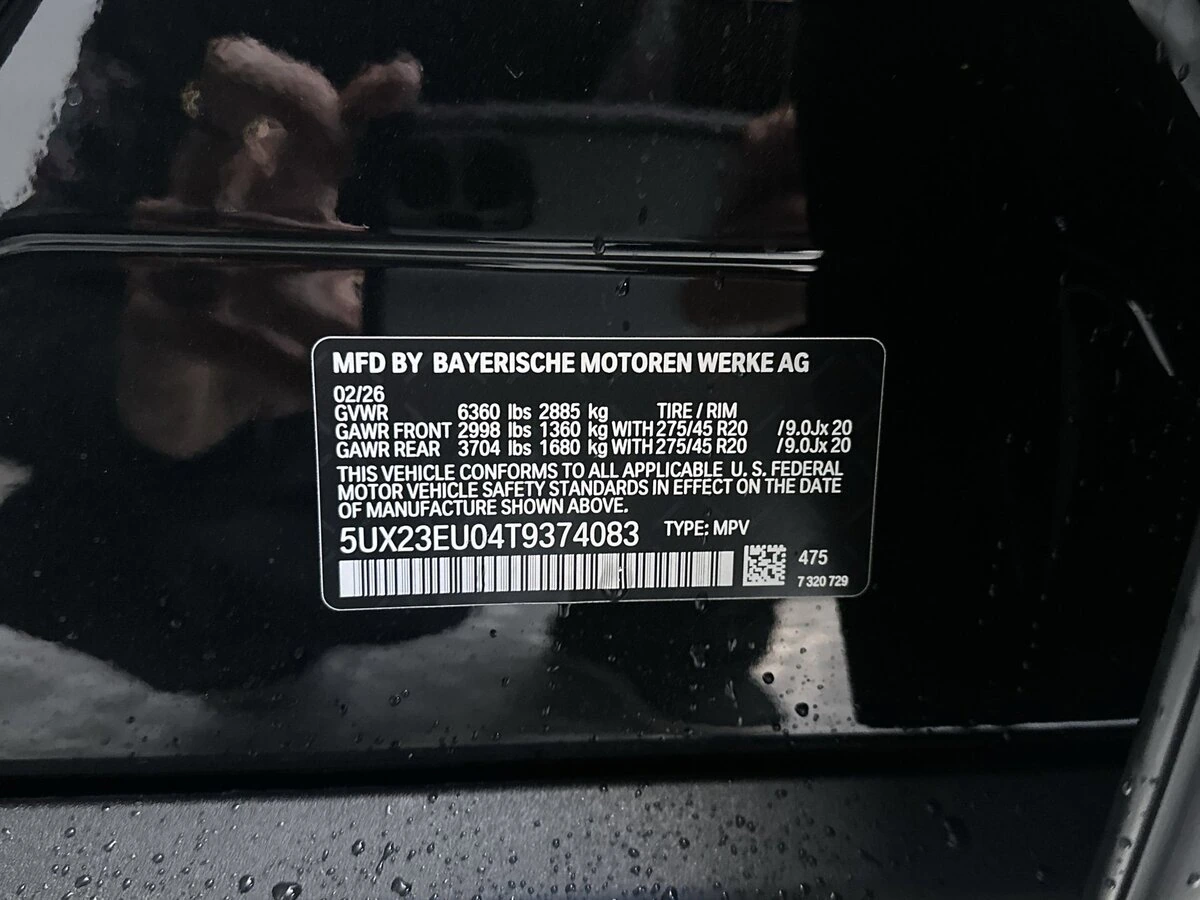 MFD BY BAYERISCHE MOTOREN WERKE AG
02/26
GVWR 6360 lbs 2885 kg TIRE / RIM
GAWR FRONT 2998 lbs 1360 kg WITH 275/45 R20 /9.0Jx 20
GAWR REAR 3704 lbs 1680 kg WITH 275/45 R20 /9.0Jx 20
THIS VEHICLE CONFORMS TO ALL APPLICABLE U. S. FEDERAL
MOTOR VEHICLE SAFETY STANDARDS IN EFFECT ON THE DATE
OF MANUFACTURE SHOWN ABOVE.
5UX23EU04T9374083 TYPE: MPV
475
7 320 729